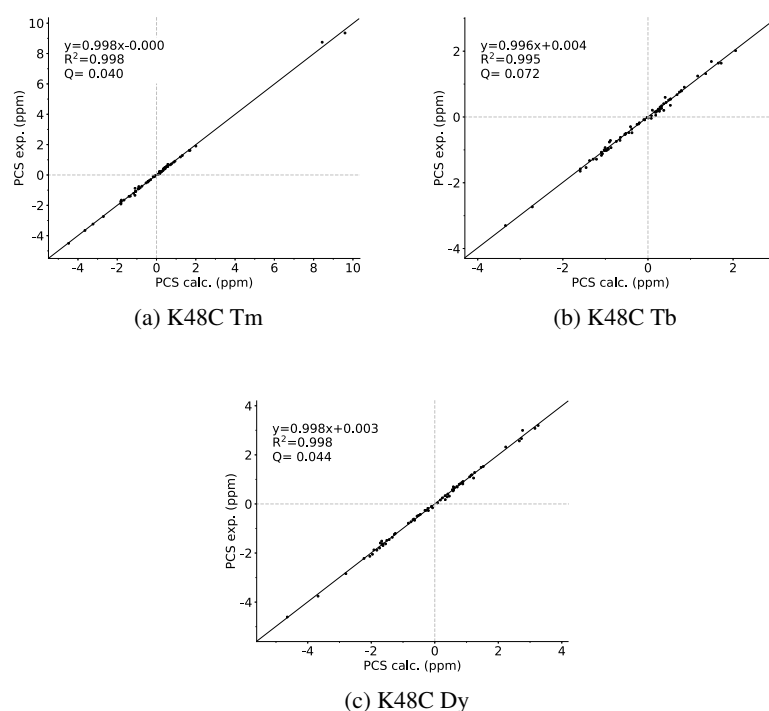 10
8
6
4
2
0
−2
−4
PCS exp. (ppm)
y=0.998x-0.000
R²=0.998
Q= 0.040
−4 −2 0 2 4 6 8 10
PCS calc. (ppm)
(a) K48C Tm
2
0
−2
−4
PCS exp. (ppm)
y=0.996x+0.004
R²=0.995
Q= 0.072
−4 −2 0 2
PCS calc. (ppm)
(b) K48C Tb
4
2
0
−2
−4
PCS exp. (ppm)
y=0.998x+0.003
R²=0.998
Q= 0.044
−4 −2 0 2 4
PCS calc. (ppm)
(c) K48C Dy